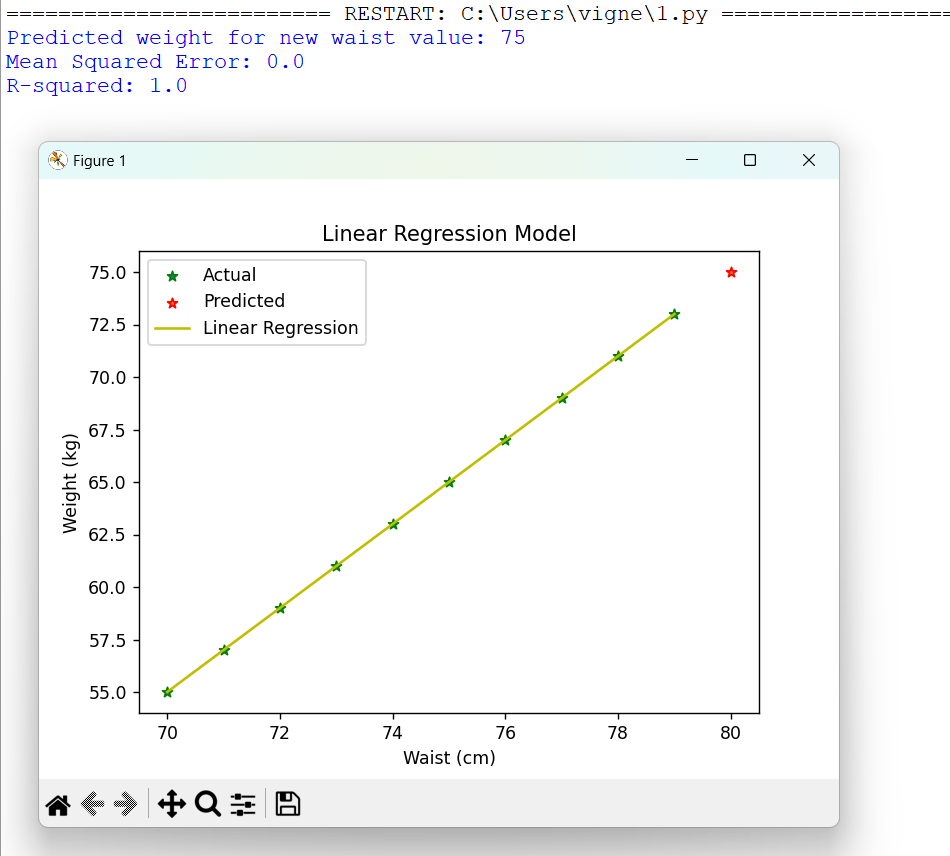 ========================= RESTART: C:\Users\vigne\1.py ==================
Predicted weight for new waist value: 75
Mean Squared Error: 0.0
R-squared: 1.0
Figure 1
Linear Regression Model
Actual
Predicted
Linear Regression
75.0
72.5
70.0
67.5
65.0
62.5
60.0
57.5
55.0
Weight (kg)
70 72 74 76 78 80
Waist (cm)